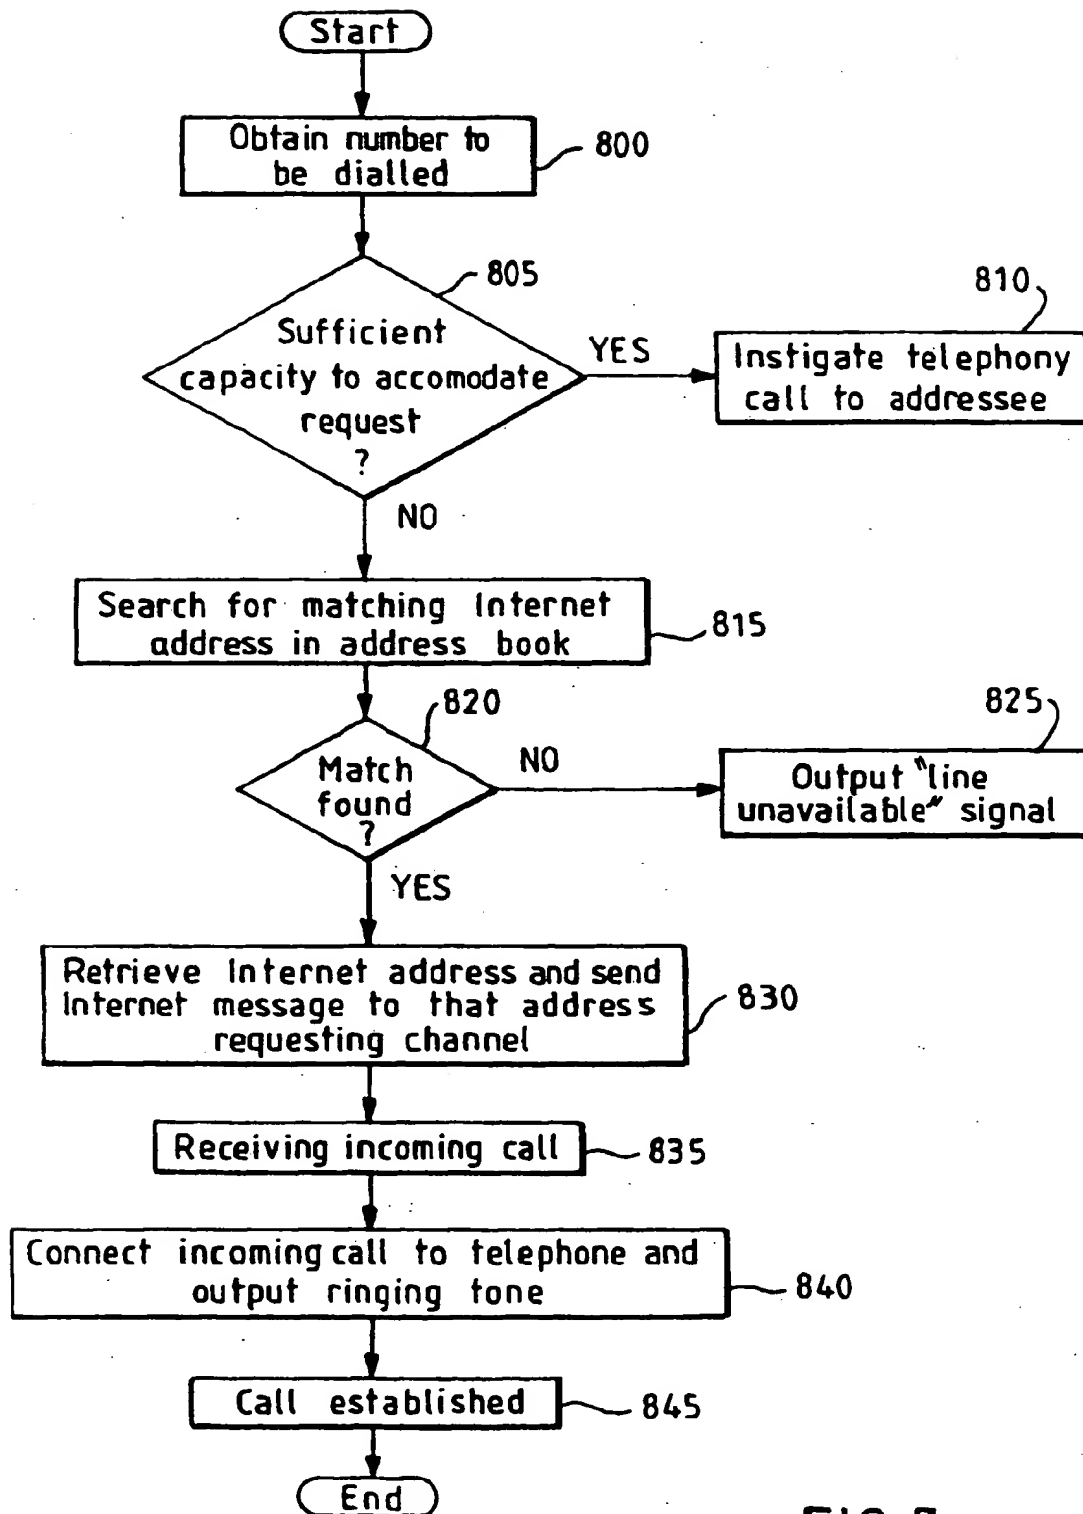 Start
Obtain number to
be dialled
800
805
Sufficient
capacity to accomodate
request
?
YES
810
Instigate telephony
call to addressee
NO
Search for matching Internet
address in address book
815
820
Match
found
?
NO
825
Output "line
unavailable" signal
YES
Retrieve Internet address and send
Internet message to that address
requesting channel
830
Receiving incoming call
835
Connect incoming call to telephone and
output ringing tone
840
Call established
845
End